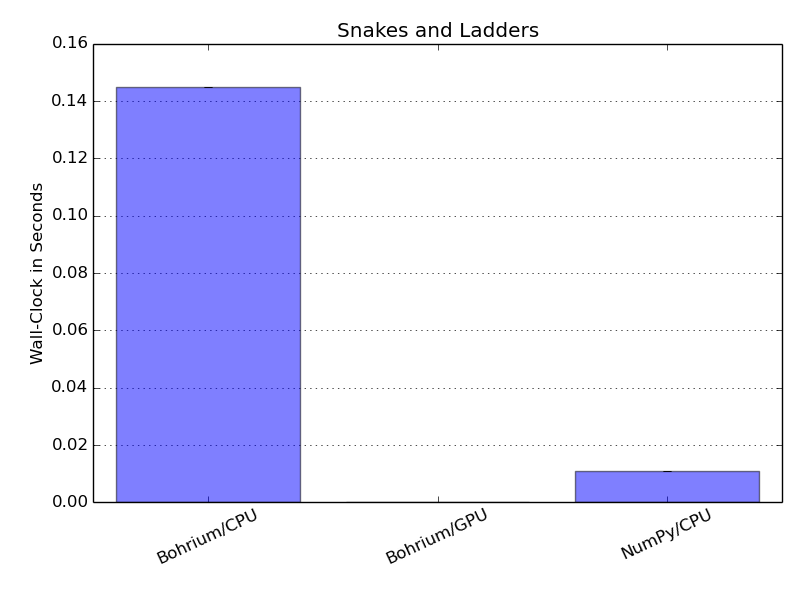 Snakes and Ladders
Wall-Clock in Seconds
0.16
0.14
0.12
0.10
0.08
0.06
0.04
0.02
0.00
Bohrium/CPU
Bohrium/GPU
NumPy/CPU